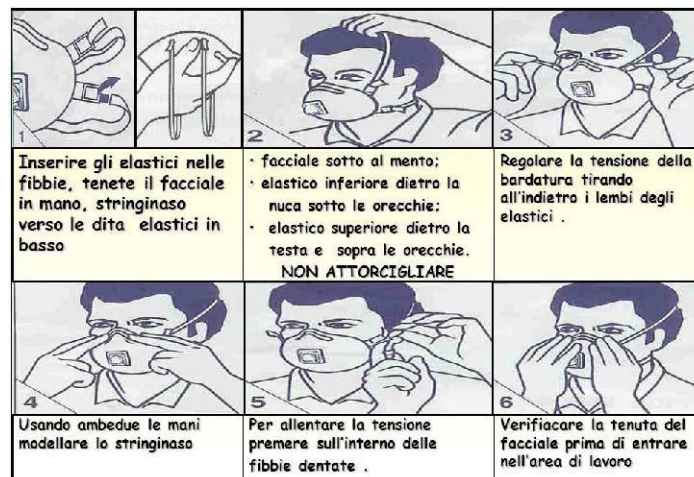 1
2
3
Inserire gli elastici nelle
fibbie, tenete il facciale
in mano, stringinaso
verso le dita elastici in
basso
· facciale sotto al mento;
· elastico inferiore dietro la
nuca sotto le orecchie;
· elastico superiore dietro la
testa e sopra le orecchie.
NON ATTORCIGLIARE
Regolare la tensione della
bardatura tirando
all'indietro i lembi degli
elastici .
4
5
6
Usando ambedue le mani
modellare lo stringinaso
Per allentare la tensione
premere sull'interno delle
fibbie dentate .
Verifiacare la tenuta del
facciale prima di entrare
nell'area di lavoro